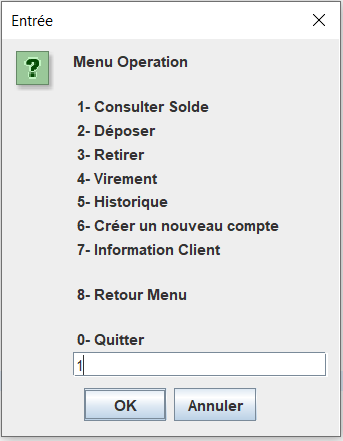 Entrée
Menu Operation
1- Consulter Solde
2- Déposer
3- Retirer
4- Virement
5- Historique
6- Créer un nouveau compte
7- Information Client
8- Retour Menu
0- Quitter
1
OK Annuler